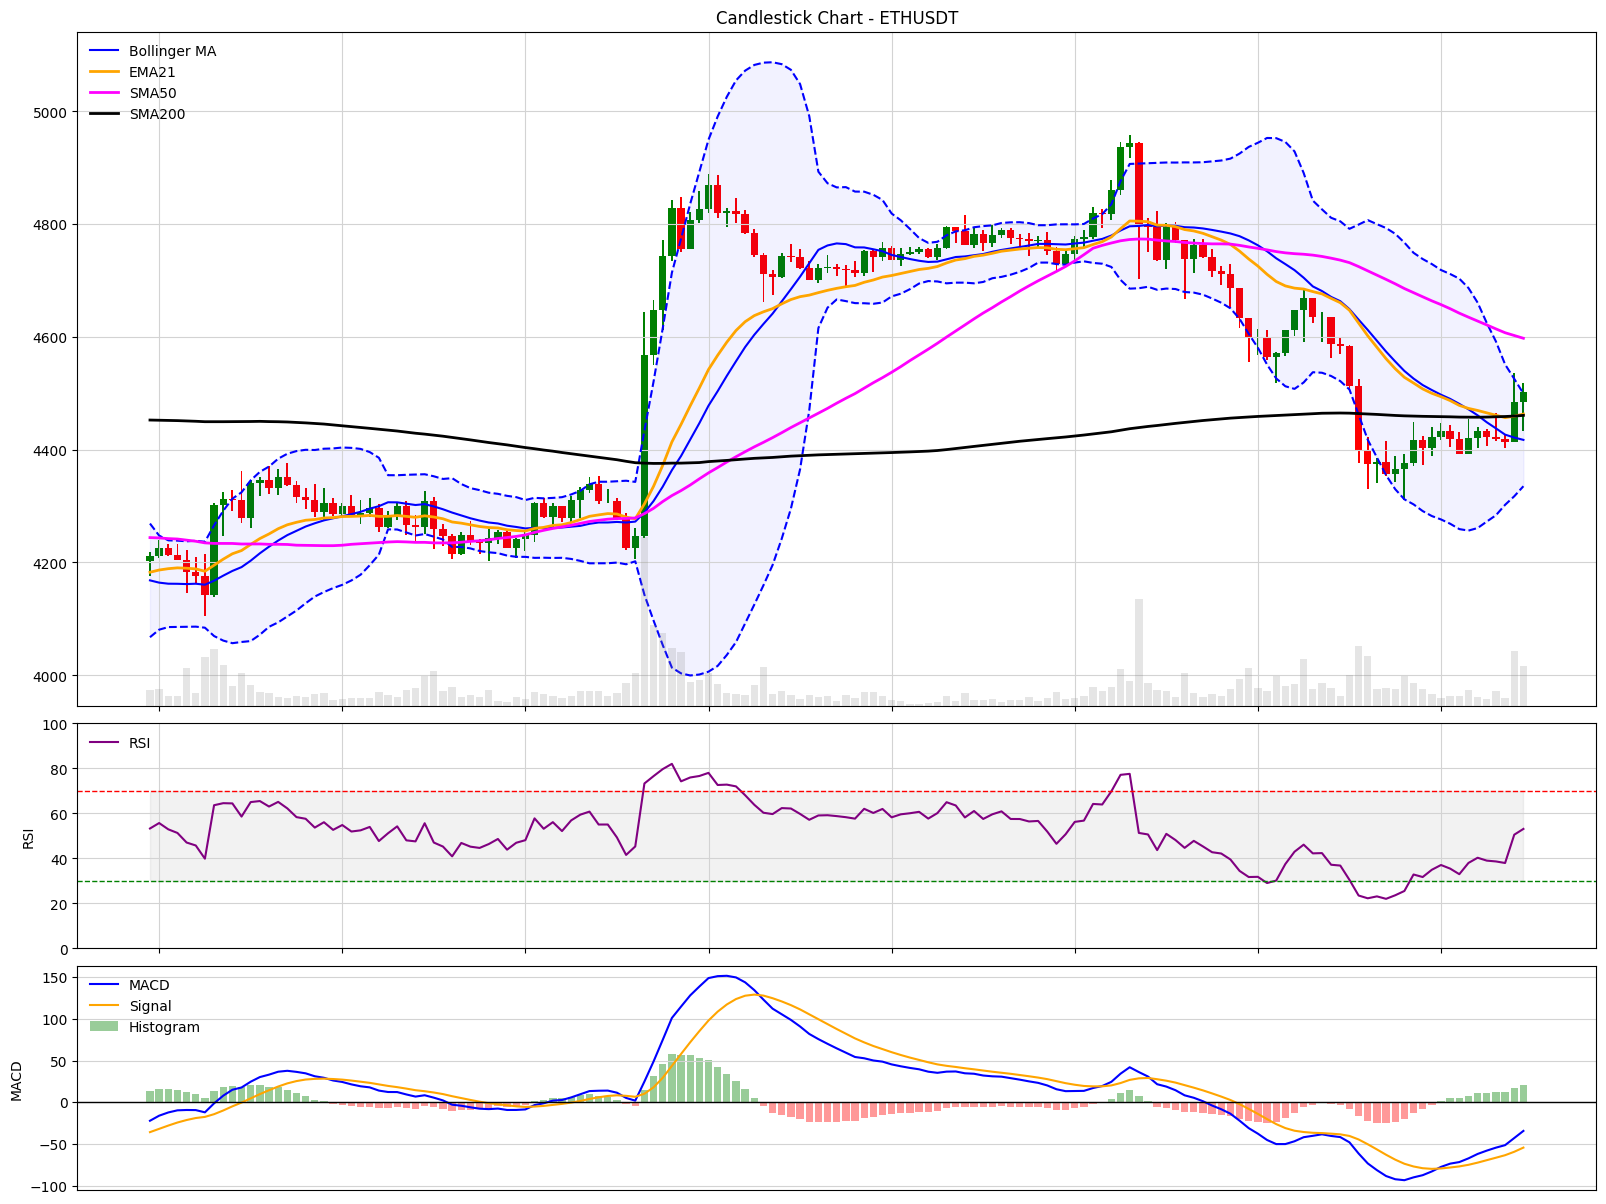 Candlestick Chart - ETHUSDT
Bollinger MA
EMA21
SMA50
SMA200
5000
4800
4600
4400
4200
4000
RSI
100
80
60
40
20
0
RSI
MACD
Signal
Histogram
150
100
50
0
−50
−100
MACD